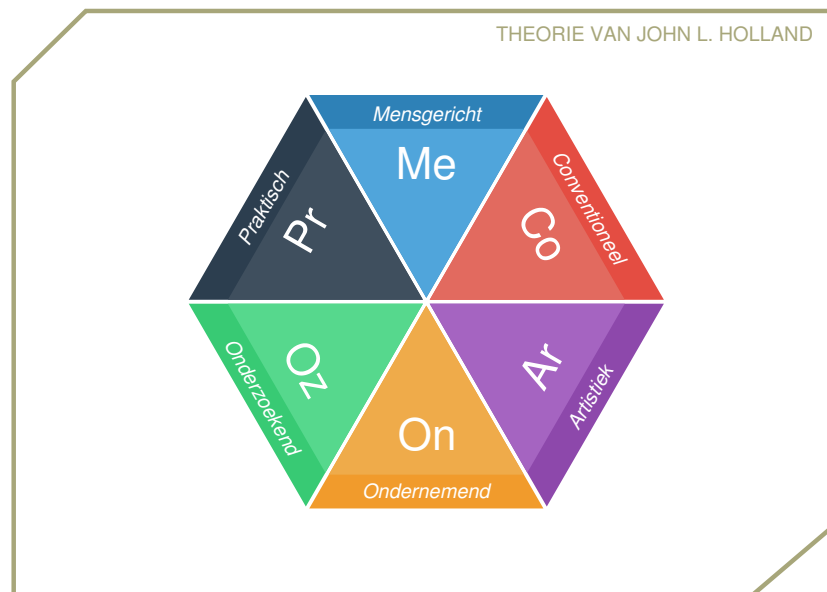 THEORIE VAN JOHN L. HOLLAND
Mensgericht
Me
Conventioneel
Co
Artistiek
Ar
Ondernemend
On
Onderzoekend
Oz
Praktisch
Pr